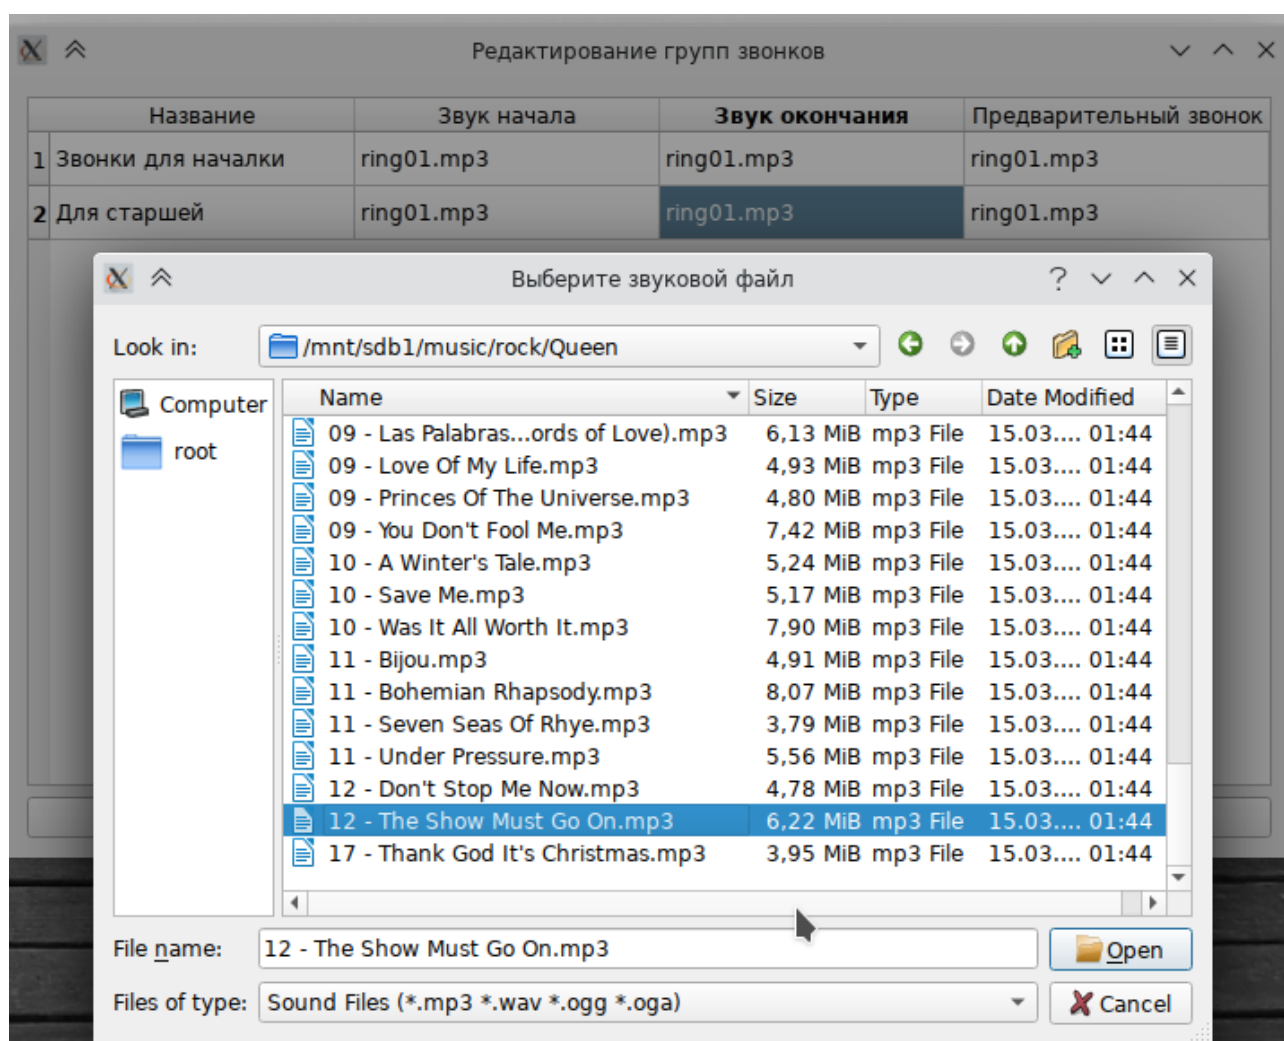 Редактирование групп звонков
Название Звук начала Звук окончания Предварительный звонок
1 Звонки для началки ring01.mp3 ring01.mp3 ring01.mp3
2 Для старшей ring01.mp3 ring01.mp3 ring01.mp3
Выберите звуковой файл
Look in: /mnt/sdb1/music/rock/Queen
Computer
root
Name Size Type Date Modified
09 - Las Palabras...ords of Love).mp3 6,13 MiB mp3 File 15.03.... 01:44
09 - Love Of My Life.mp3 4,93 MiB mp3 File 15.03.... 01:44
09 - Princes Of The Universe.mp3 4,80 MiB mp3 File 15.03.... 01:44
09 - You Don't Fool Me.mp3 7,42 MiB mp3 File 15.03.... 01:44
10 - A Winter's Tale.mp3 5,24 MiB mp3 File 15.03.... 01:44
10 - Save Me.mp3 5,17 MiB mp3 File 15.03.... 01:44
10 - Was It All Worth It.mp3 7,90 MiB mp3 File 15.03.... 01:44
11 - Bijou.mp3 4,91 MiB mp3 File 15.03.... 01:44
11 - Bohemian Rhapsody.mp3 8,07 MiB mp3 File 15.03.... 01:44
11 - Seven Seas Of Rhye.mp3 3,79 MiB mp3 File 15.03.... 01:44
11 - Under Pressure.mp3 5,56 MiB mp3 File 15.03.... 01:44
12 - Don't Stop Me Now.mp3 4,78 MiB mp3 File 15.03.... 01:44
12 - The Show Must Go On.mp3 6,22 MiB mp3 File 15.03.... 01:44
17 - Thank God It's Christmas.mp3 3,95 MiB mp3 File 15.03.... 01:44
File name: 12 - The Show Must Go On.mp3 Open
Files of type: Sound Files (*.mp3 *.wav *.ogg *.oga) Cancel